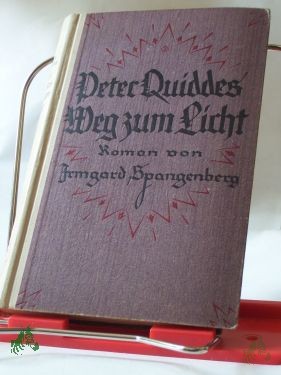 Peter Quiddes
Weg zum Licht
Roman von
Irmgard Spangenberg